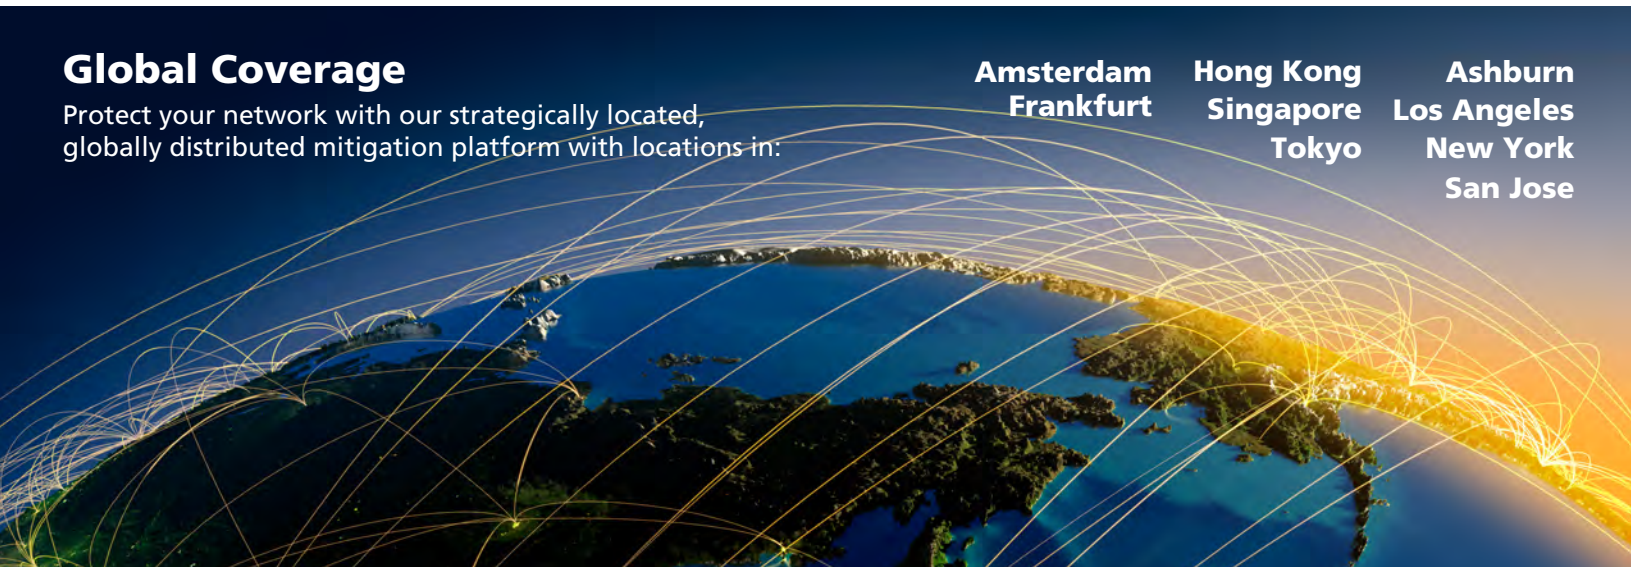 Global Coverage
Protect your network with our strategically located,
globally distributed mitigation platform with locations in:
Amsterdam
Frankfurt
Hong Kong
Singapore
Tokyo
Ashburn
Los Angeles
New York
San Jose